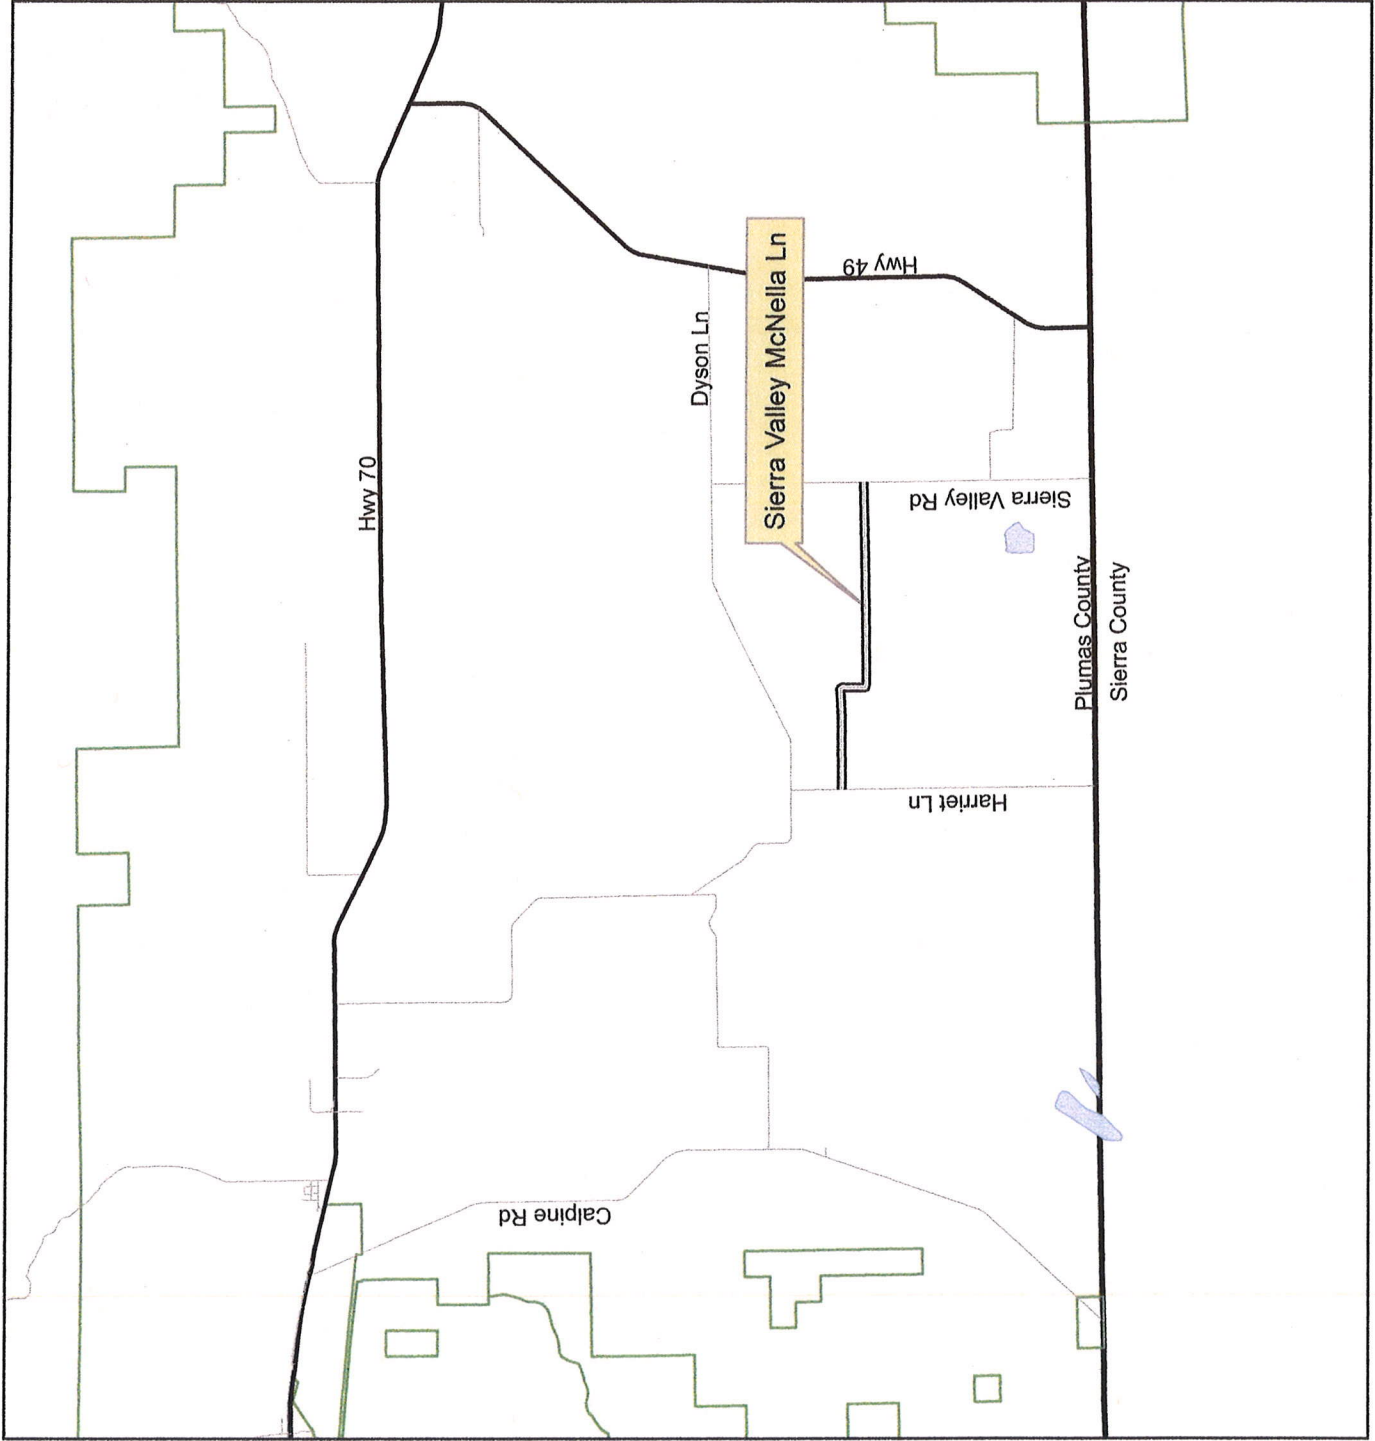 Hwy 70
Dyson Ln
Sierra Valley McNella Ln
Hwy 49
Sierra Valley Rd
Harriet Ln
Plumas County
Sierra County
Calpine Rd